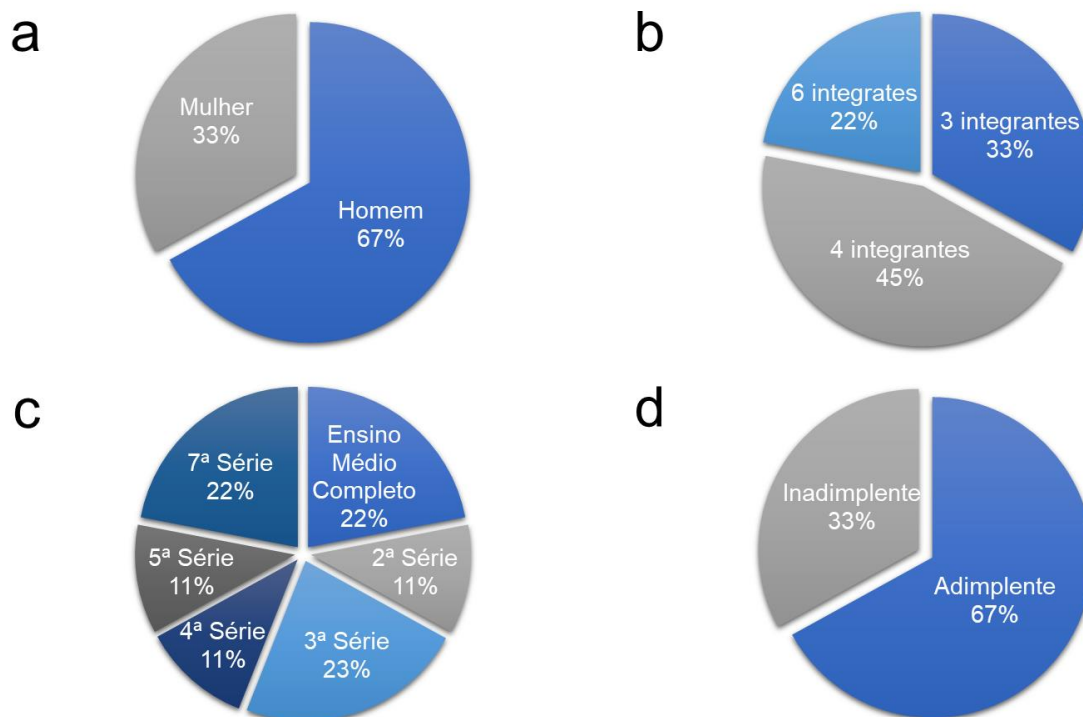 a
Mulher
33%
Homem
67%
b
6 integrates
22%
3 integrantes
33%
4 integrantes
45%
c
7ª Série
22%
Ensino
Médio
Completo
22%
5ª Série
11%
2ª Série
11%
4ª Série
11%
3ª Série
23%
d
Inadimplente
33%
Adimplente
67%